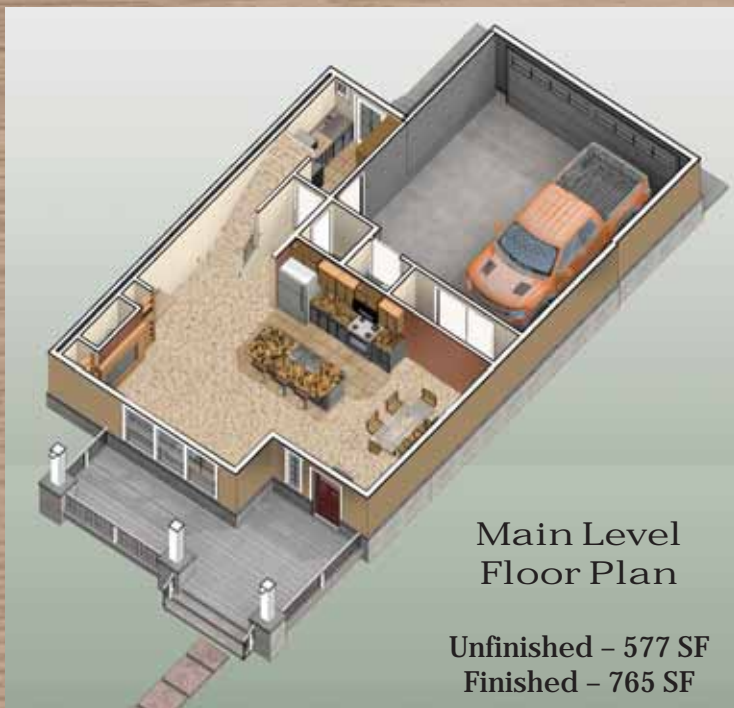 Main Level
Floor Plan
Unfinished – 577 SF
Finished – 765 SF